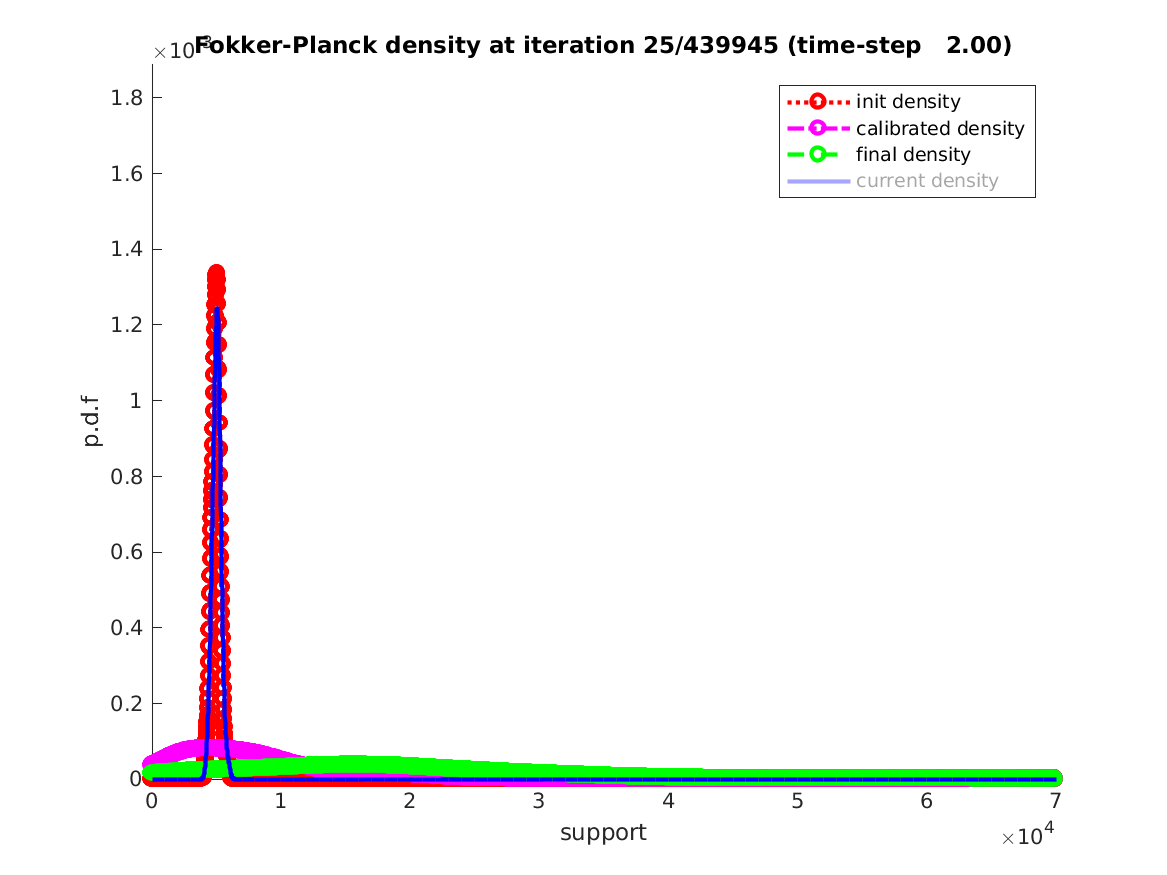 ×10-3
Fokker-Planck density at iteration 25/439945 (time-step 2.00)
init density
calibrated density
final density
current density
1.8
1.6
1.4
1.2
1
0.8
0.6
0.4
0.2
0
p.d.f
0 1 2 3 4 5 6 7
support
×10^4